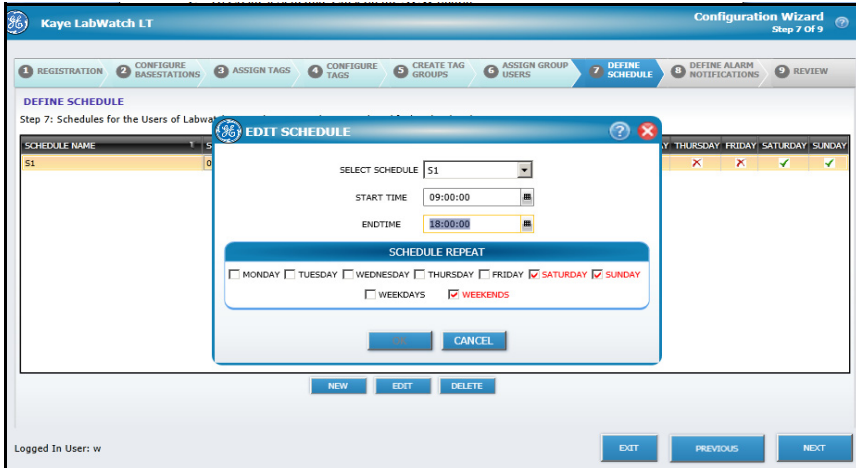 Kaye LabWatch LT
Configuration Wizard
Step 7 Of 9
1 REGISTRATION 2 CONFIGURE BASESTATIONS 3 ASSIGN TAGS 4 CONFIGURE TAGS 5 CREATE TAG GROUPS 6 ASSIGN GROUP USERS 7 DEFINE SCHEDULE 8 DEFINE ALARM NOTIFICATIONS 9 REVIEW
DEFINE SCHEDULE
Step 7: Schedules for the Users of
EDIT SCHEDULE
SCHEDULE NAME 1 THURSDAY FRIDAY SATURDAY SUNDAY
S1
SELECT SCHEDULE S1
START TIME 09:00:00
ENDTIME 18:00:00
SCHEDULE REPEAT
MONDAY TUESDAY WEDNESDAY THURSDAY FRIDAY SATURDAY SUNDAY
WEEKDAYS WEEKENDS
CANCEL
NEW EDIT DELETE
Logged In User: w
EXIT PREVIOUS NEXT